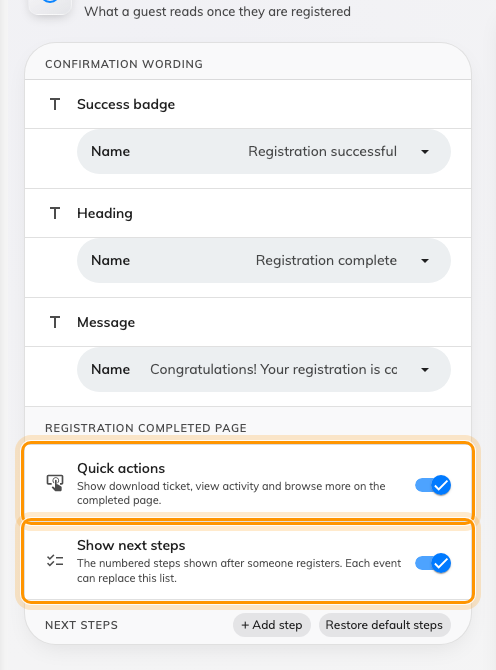 What a guest reads once they are registered
CONFIRMATION WORDING
Success badge
Name Registration successful
Heading
Name Registration complete
Message
Name Congratulations! Your registration is
REGISTRATION COMPLETED PAGE
Quick actions
Show download ticket, view activity and browse more on the
completed page.
Show next steps
The numbered steps shown after someone registers. Each event
can replace this list.
NEXT STEPS + Add step Restore default steps